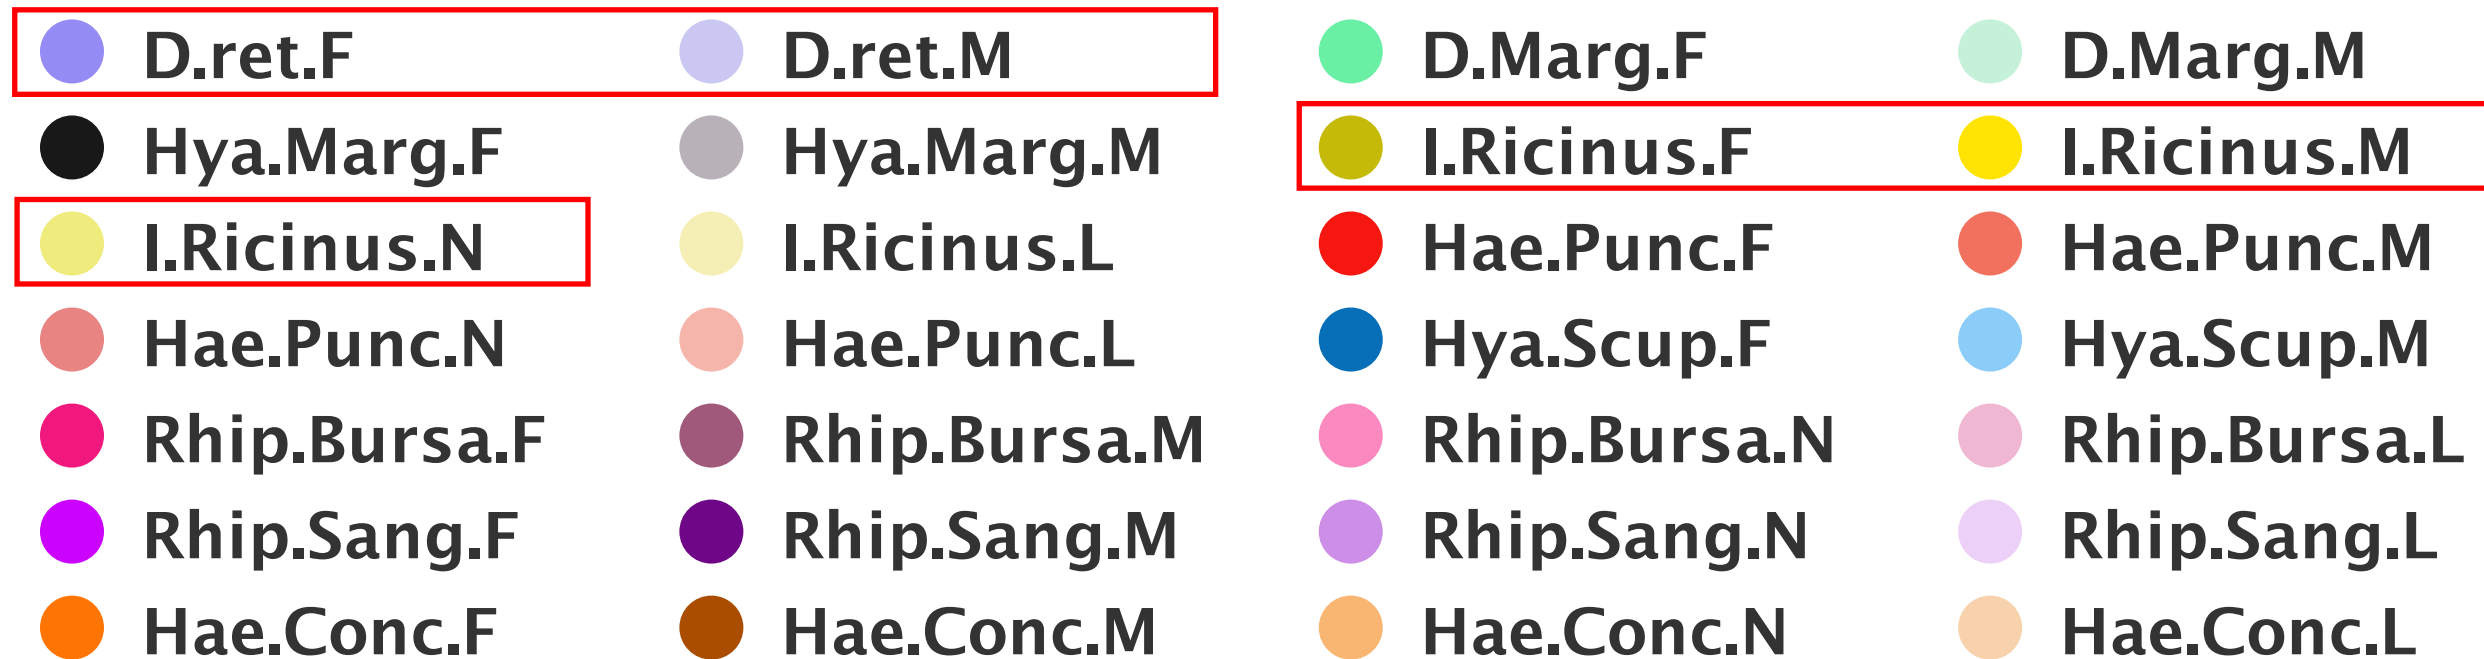 D.ret.F D.ret.M D.Marg.F D.Marg.M
Hya.Marg.F Hya.Marg.M I.Ricinus.F I.Ricinus.M
I.Ricinus.N I.Ricinus.L Hae.Punc.F Hae.Punc.M
Hae.Punc.N Hae.Punc.L Hya.Scup.F Hya.Scup.M
Rhip.Bursa.F Rhip.Bursa.M Rhip.Bursa.N Rhip.Bursa.L
Rhip.Sang.F Rhip.Sang.M Rhip.Sang.N Rhip.Sang.L
Hae.Conc.F Hae.Conc.M Hae.Conc.N Hae.Conc.L